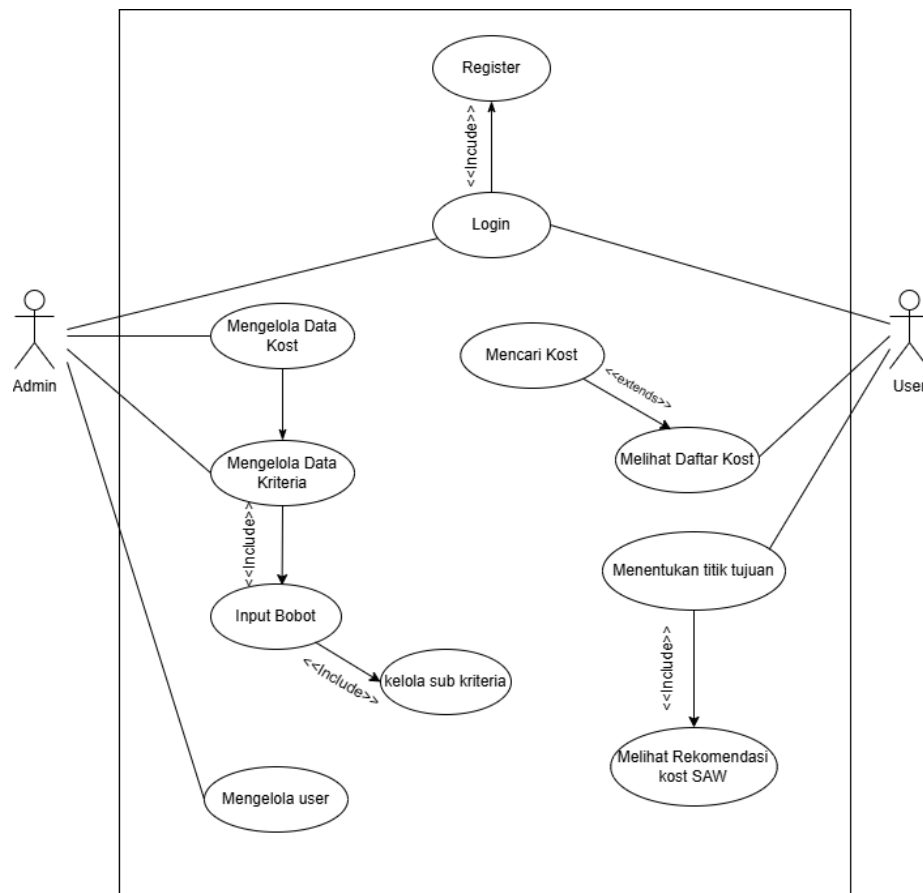 Register
<<Incude>>
Login
Admin
User
Mengelola Data
Kost
Mencari Kost
<<extends>>
Mengelola Data
Kriteria
Melihat Daftar Kost
<<Include>>
Menentukan titik tujuan
Input Bobot
<<Include>>
kelola sub kriteria
<<Include>>
Melihat Rekomendasi
kost SAW
Mengelola user